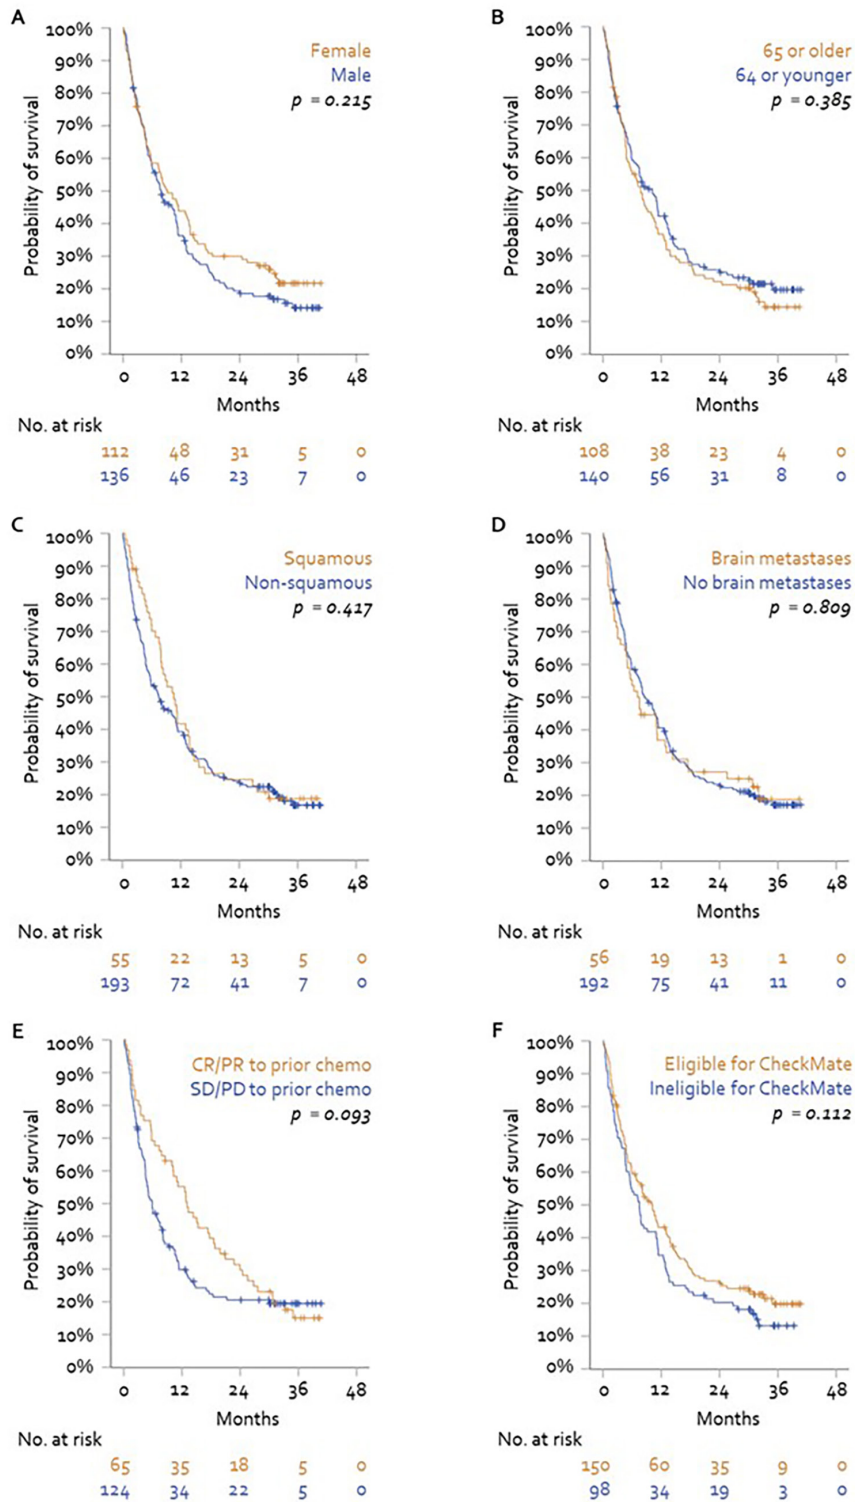 A
Female
Male
p = 0.215
Probability of survival
100%
90%
80%
70%
60%
50%
40%
30%
20%
10%
0%
0 12 24 36 48
Months
No. at risk
112 48 31 5 0
136 46 23 7 0
B
65 or older
64 or younger
p = 0.385
Probability of survival
100%
90%
80%
70%
60%
50%
40%
30%
20%
10%
0%
0 12 24 36 48
Months
No. at risk
108 38 23 4 0
140 56 31 8 0
C
Squamous
Non-squamous
p = 0.417
Probability of survival
100%
90%
80%
70%
60%
50%
40%
30%
20%
10%
0%
0 12 24 36 48
Months
No. at risk
55 22 13 5 0
193 72 41 7 0
D
Brain metastases
No brain metastases
p = 0.809
Probability of survival
100%
90%
80%
70%
60%
50%
40%
30%
20%
10%
0%
0 12 24 36 48
Months
No. at risk
56 19 13 1 0
192 75 41 11 0
E
CR/PR to prior chemo
SD/PD to prior chemo
p = 0.093
Probability of survival
100%
90%
80%
70%
60%
50%
40%
30%
20%
10%
0%
0 12 24 36 48
Months
No. at risk
65 35 18 5 0
124 34 22 5 0
F
Eligible for CheckMate
Ineligible for CheckMate
p = 0.112
Probability of survival
100%
90%
80%
70%
60%
50%
40%
30%
20%
10%
0%
0 12 24 36 48
Months
No. at risk
150 60 35 9 0
98 34 19 3 0